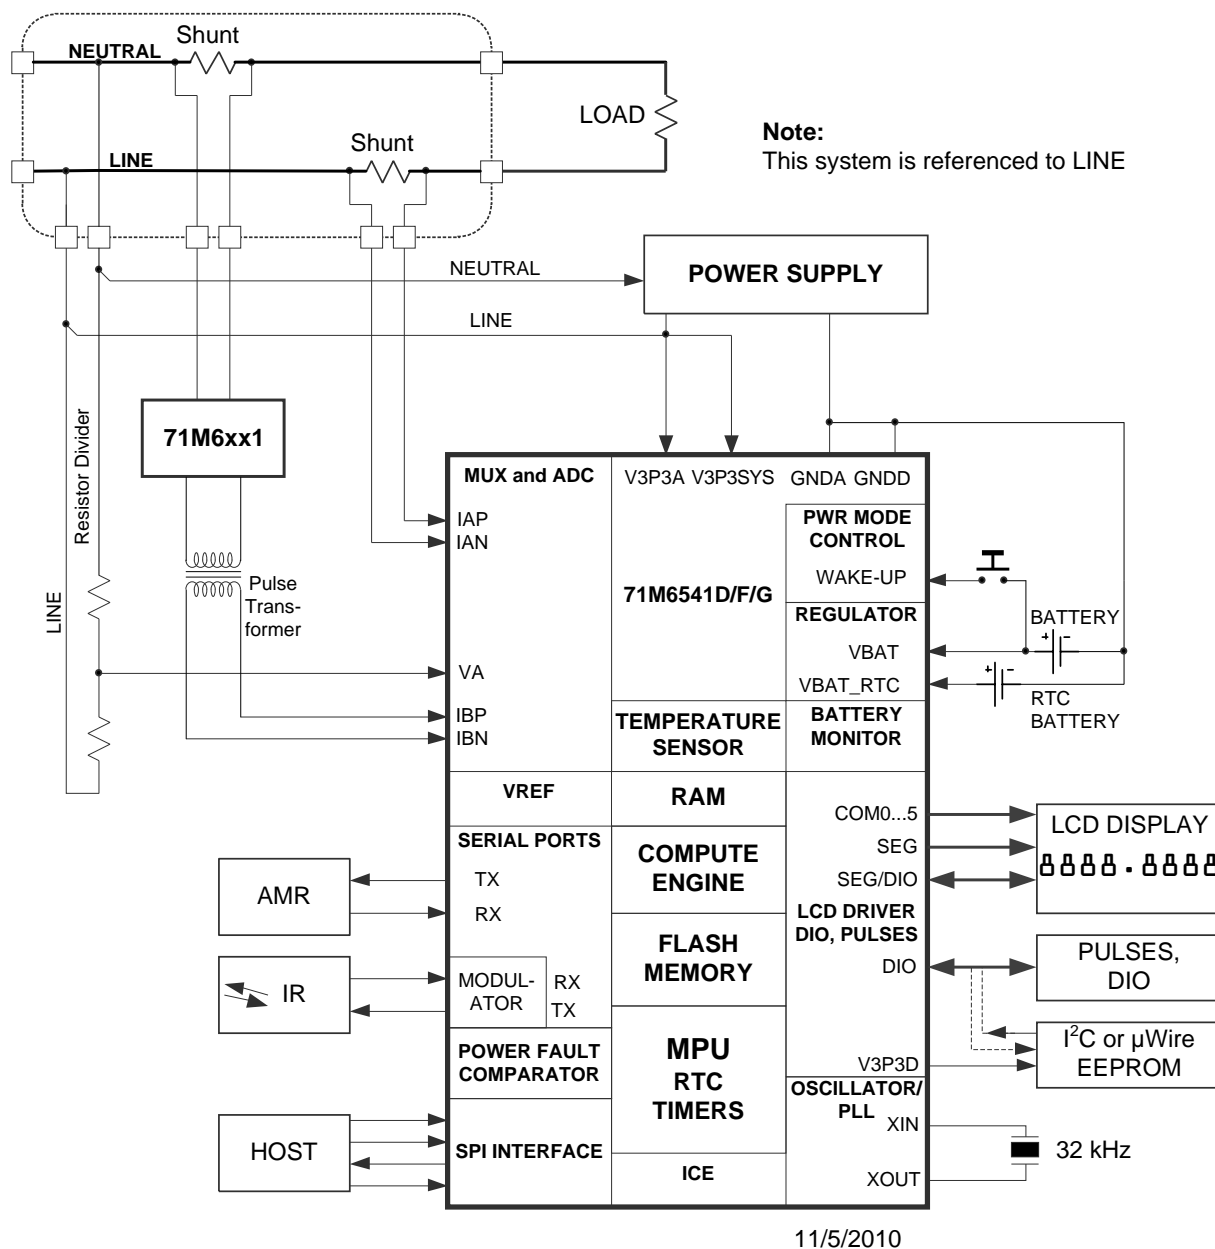 Shunt
NEUTRAL
LOAD
Note:
This system is referenced to LINE
Shunt
LINE
NEUTRAL
POWER SUPPLY
LINE
71M6xx1
Resistor Divider
LINE
Pulse
Trans-
former
MUX and ADC
V3P3A V3P3SYS GNDA GNDD
IAP
IAN
PWR MODE
CONTROL
WAKE-UP
71M6541D/F/G
REGULATOR
BATTERY
+ -
VBAT
VA
+ -
VBAT_RTC
RTC
BATTERY
IBP
IBN
TEMPERATURE
SENSOR
BATTERY
MONITOR
VREF
RAM
COM0...5
LCD DISPLAY
SERIAL PORTS
COMPUTE
ENGINE
SEG
SEG/DIO
AMR
TX
RX
LCD DRIVER
DIO, PULSES
FLASH
MEMORY
DIO
PULSES,
DIO
IR
MODUL-
ATOR
RX
TX
MPU
RTC
TIMERS
I²C or µWire
EEPROM
POWER FAULT
COMPARATOR
V3P3D
OSCILLATOR/
PLL
XIN
HOST
SPI INTERFACE
32 kHz
ICE
XOUT
11/5/2010